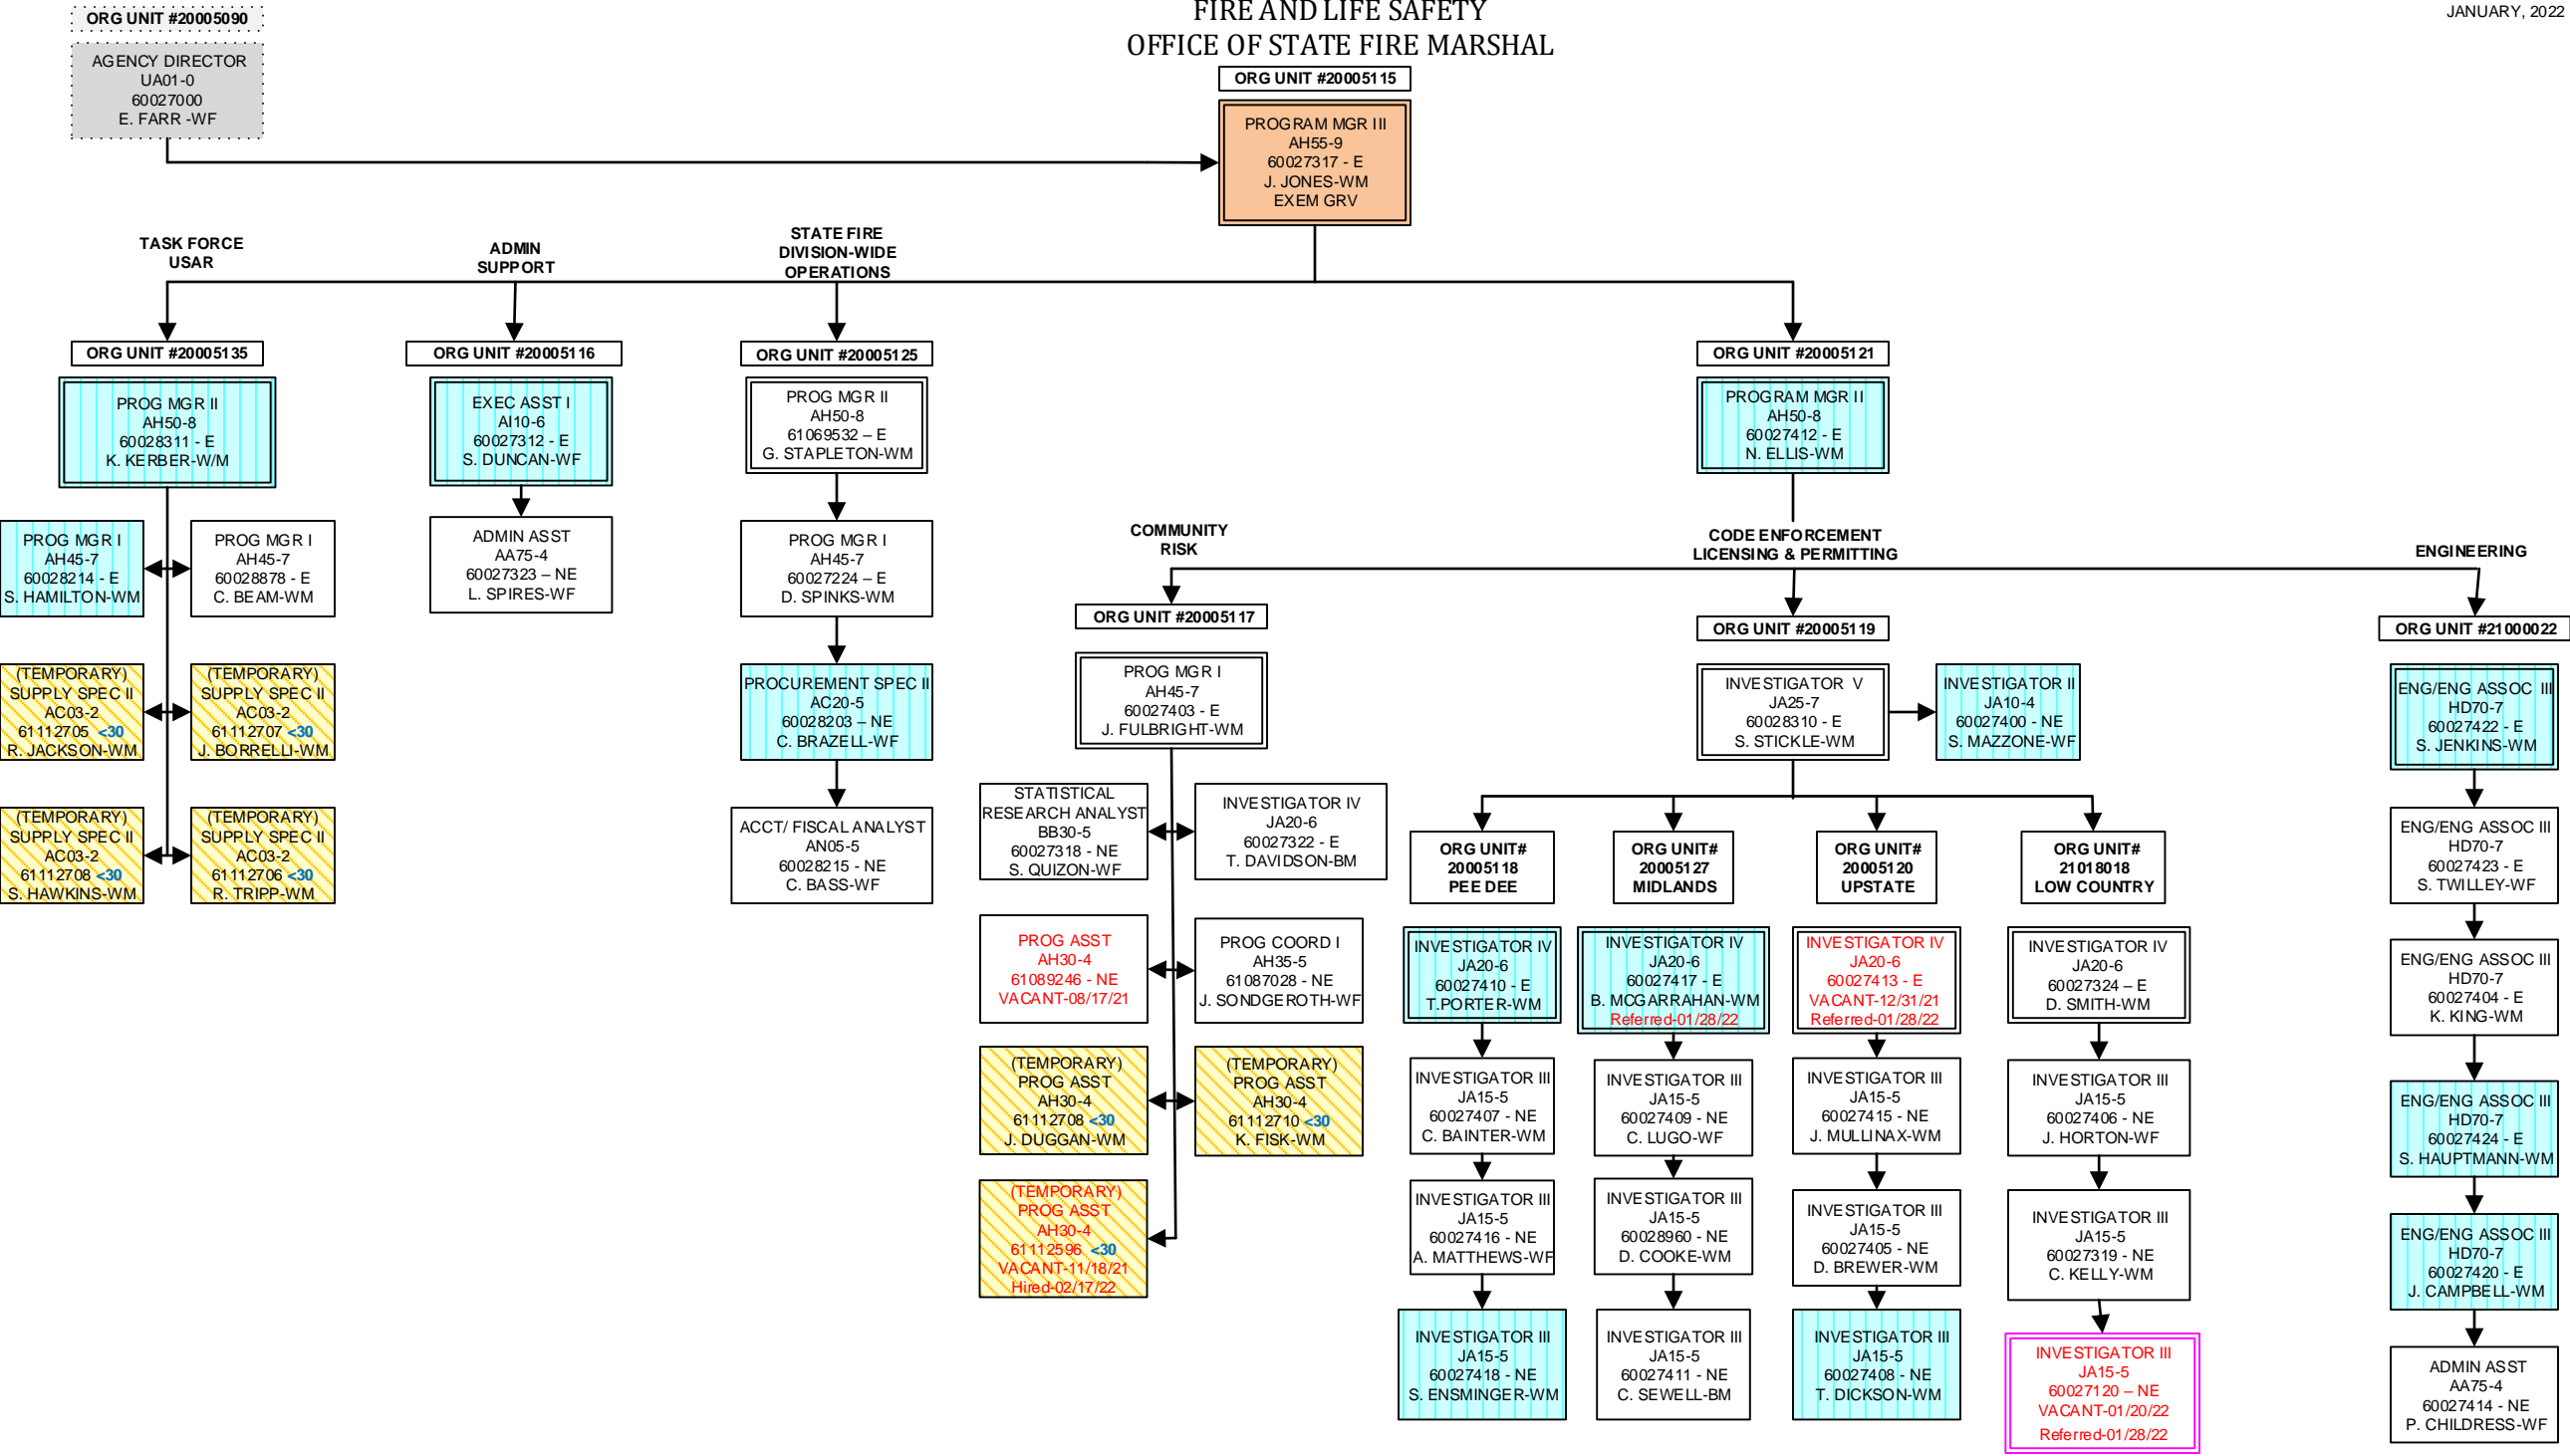 ORG UNIT #20005090
AGENCY DIRECTOR
UA01-0
60027000
E. FARR -WF
FIRE AND LIFE SAFETY
OFFICE OF STATE FIRE MARSHAL
JANUARY, 2022
ORG UNIT #20005115
PROGRAM MGR III
AH55-9
60027317 - E
J. JONES-WM
EXEM GRV
TASK FORCE
USAR
ADMIN
SUPPORT
STATE FIRE
DIVISION-WIDE
OPERATIONS
ORG UNIT #20005135
PROG MGR II
AH50-8
60028311 - E
K. KERBER-W/M
PROG MGR I
AH45-7
60028214 - E
S. HAMILTON-WM
PROG MGR I
AH45-7
60028878 - E
C. BEAM-WM
(TEMPORARY)
SUPPLY SPEC II
AC03-2
61112705 <30
R. JACKSON-WM
(TEMPORARY)
SUPPLY SPEC II
AC03-2
61112707 <30
J. BORRELLI-WM
(TEMPORARY)
SUPPLY SPEC II
AC03-2
61112708 <30
S. HAWKINS-WM
(TEMPORARY)
SUPPLY SPEC II
AC03-2
61112706 <30
R. TRIPP-WM
ORG UNIT #20005116
EXEC ASST I
AI10-6
60027312 - E
S. DUNCAN-WF
ADMIN ASST
AA75-4
60027323 – NE
L. SPIRES-WF
ORG UNIT #20005125
PROG MGR II
AH50-8
61069532 – E
G. STAPLETON-WM
PROG MGR I
AH45-7
60027224 – E
D. SPINKS-WM
PROCUREMENT SPEC II
AC20-5
60028203 – NE
C. BRAZELL-WF
ACCT/ FISCAL ANALYST
AN05-5
60028215 - NE
C. BASS-WF
ORG UNIT #20005121
PROGRAM MGR II
AH50-8
60027412 - E
N. ELLIS-WM
COMMUNITY
RISK
CODE ENFORCEMENT
LICENSING & PERMITTING
ENGINEERING
ORG UNIT #20005117
PROG MGR I
AH45-7
60027403 - E
J. FULBRIGHT-WM
STATISTICAL
RESEARCH ANALYST
BB30-5
60027318 - NE
S. QUIZON-WF
INVESTIGATOR IV
JA20-6
60027322 - E
T. DAVIDSON-BM
PROG ASST
AH30-4
61089246 - NE
VACANT-08/17/21
PROG COORD I
AH35-5
61087028 - NE
J. SONDGEROTH-WF
(TEMPORARY)
PROG ASST
AH30-4
61112708 <30
J. DUGGAN-WM
(TEMPORARY)
PROG ASST
AH30-4
61112710 <30
K. FISK-WM
(TEMPORARY)
PROG ASST
AH30-4
61112596 <30
VACANT-11/18/21
Hired-02/17/22
ORG UNIT #20005119
INVESTIGATOR V
JA25-7
60028310 - E
S. STICKLE-WM
INVESTIGATOR II
JA10-4
60027400 - NE
S. MAZZONE-WF
ORG UNIT#
20005118
PEE DEE
INVESTIGATOR IV
JA20-6
60027410 – E
T.PORTER-WM
INVESTIGATOR III
JA15-5
60027407 - NE
C. BAINTER-WM
INVESTIGATOR III
JA15-5
60027416 - NE
A. MATTHEWS-WF
INVESTIGATOR III
JA15-5
60027418 - NE
S. ENSMINGER-WM
ORG UNIT#
20005127
MIDLANDS
INVESTIGATOR IV
JA20-6
60027417 - E
B. MCGARRAHAN-WM
Referred-01/28/22
INVESTIGATOR III
JA15-5
60027409 - NE
C. LUGO-WF
INVESTIGATOR III
JA15-5
60028960 - NE
D. COOKE-WM
INVESTIGATOR III
JA15-5
60027411 - NE
C. SEWELL-BM
ORG UNIT#
20005120
UPSTATE
INVESTIGATOR IV
JA20-6
60027413 - E
VACANT-12/31/21
Referred-01/28/22
INVESTIGATOR III
JA15-5
60027415 - NE
J. MULLINAX-WM
INVESTIGATOR III
JA15-5
60027405 - NE
D. BREWER-WM
INVESTIGATOR III
JA15-5
60027408 - NE
T. DICKSON-WM
ORG UNIT#
21018018
LOW COUNTRY
INVESTIGATOR IV
JA20-6
60027324 – E
D. SMITH-WM
INVESTIGATOR III
JA15-5
60027406 - NE
J. HORTON-WF
INVESTIGATOR III
JA15-5
60027319 - NE
C. KELLY-WM
INVESTIGATOR III
JA15-5
60027120 – NE
VACANT-01/20/22
Referred-01/28/22
ORG UNIT #21000022
ENG/ENG ASSOC III
HD70-7
60027422 - E
S. JENKINS-WM
ENG/ENG ASSOC III
HD70-7
60027423 - E
S. TWILLEY-WF
ENG/ENG ASSOC III
HD70-7
60027404 - E
K. KING-WM
ENG/ENG ASSOC III
HD70-7
60027424 - E
S. HAUPTMANN-WM
ENG/ENG ASSOC III
HD70-7
60027420 - E
J. CAMPBELL-WM
ADMIN ASST
AA75-4
60027414 - NE
P. CHILDRESS-WF